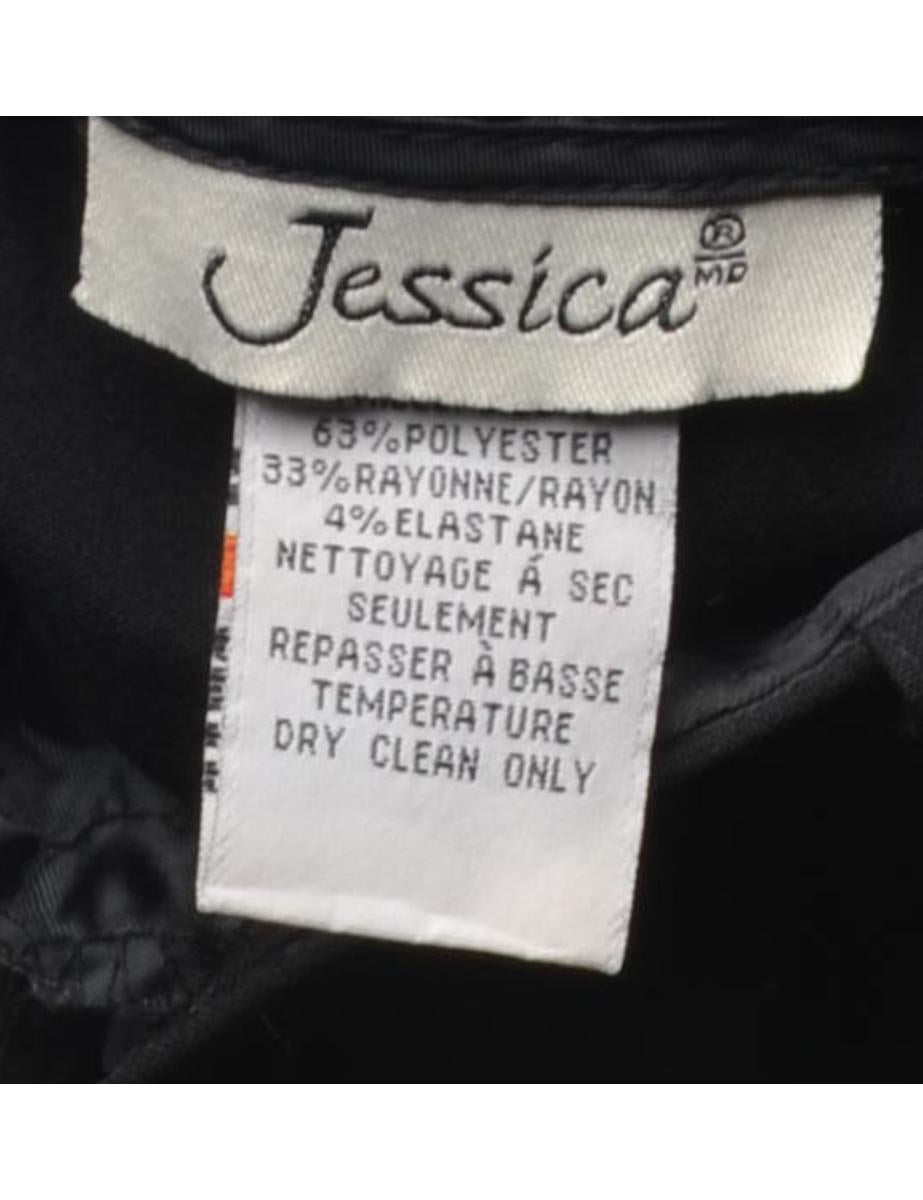 Jessica®
MD
63%POLYESTER
33%RAYONNE/RAYON
4%ELASTANE
NETTOYAGE Á SEC
SEULEMENT
REPASSER À BASSE
TEMPERATURE
DRY CLEAN ONLY